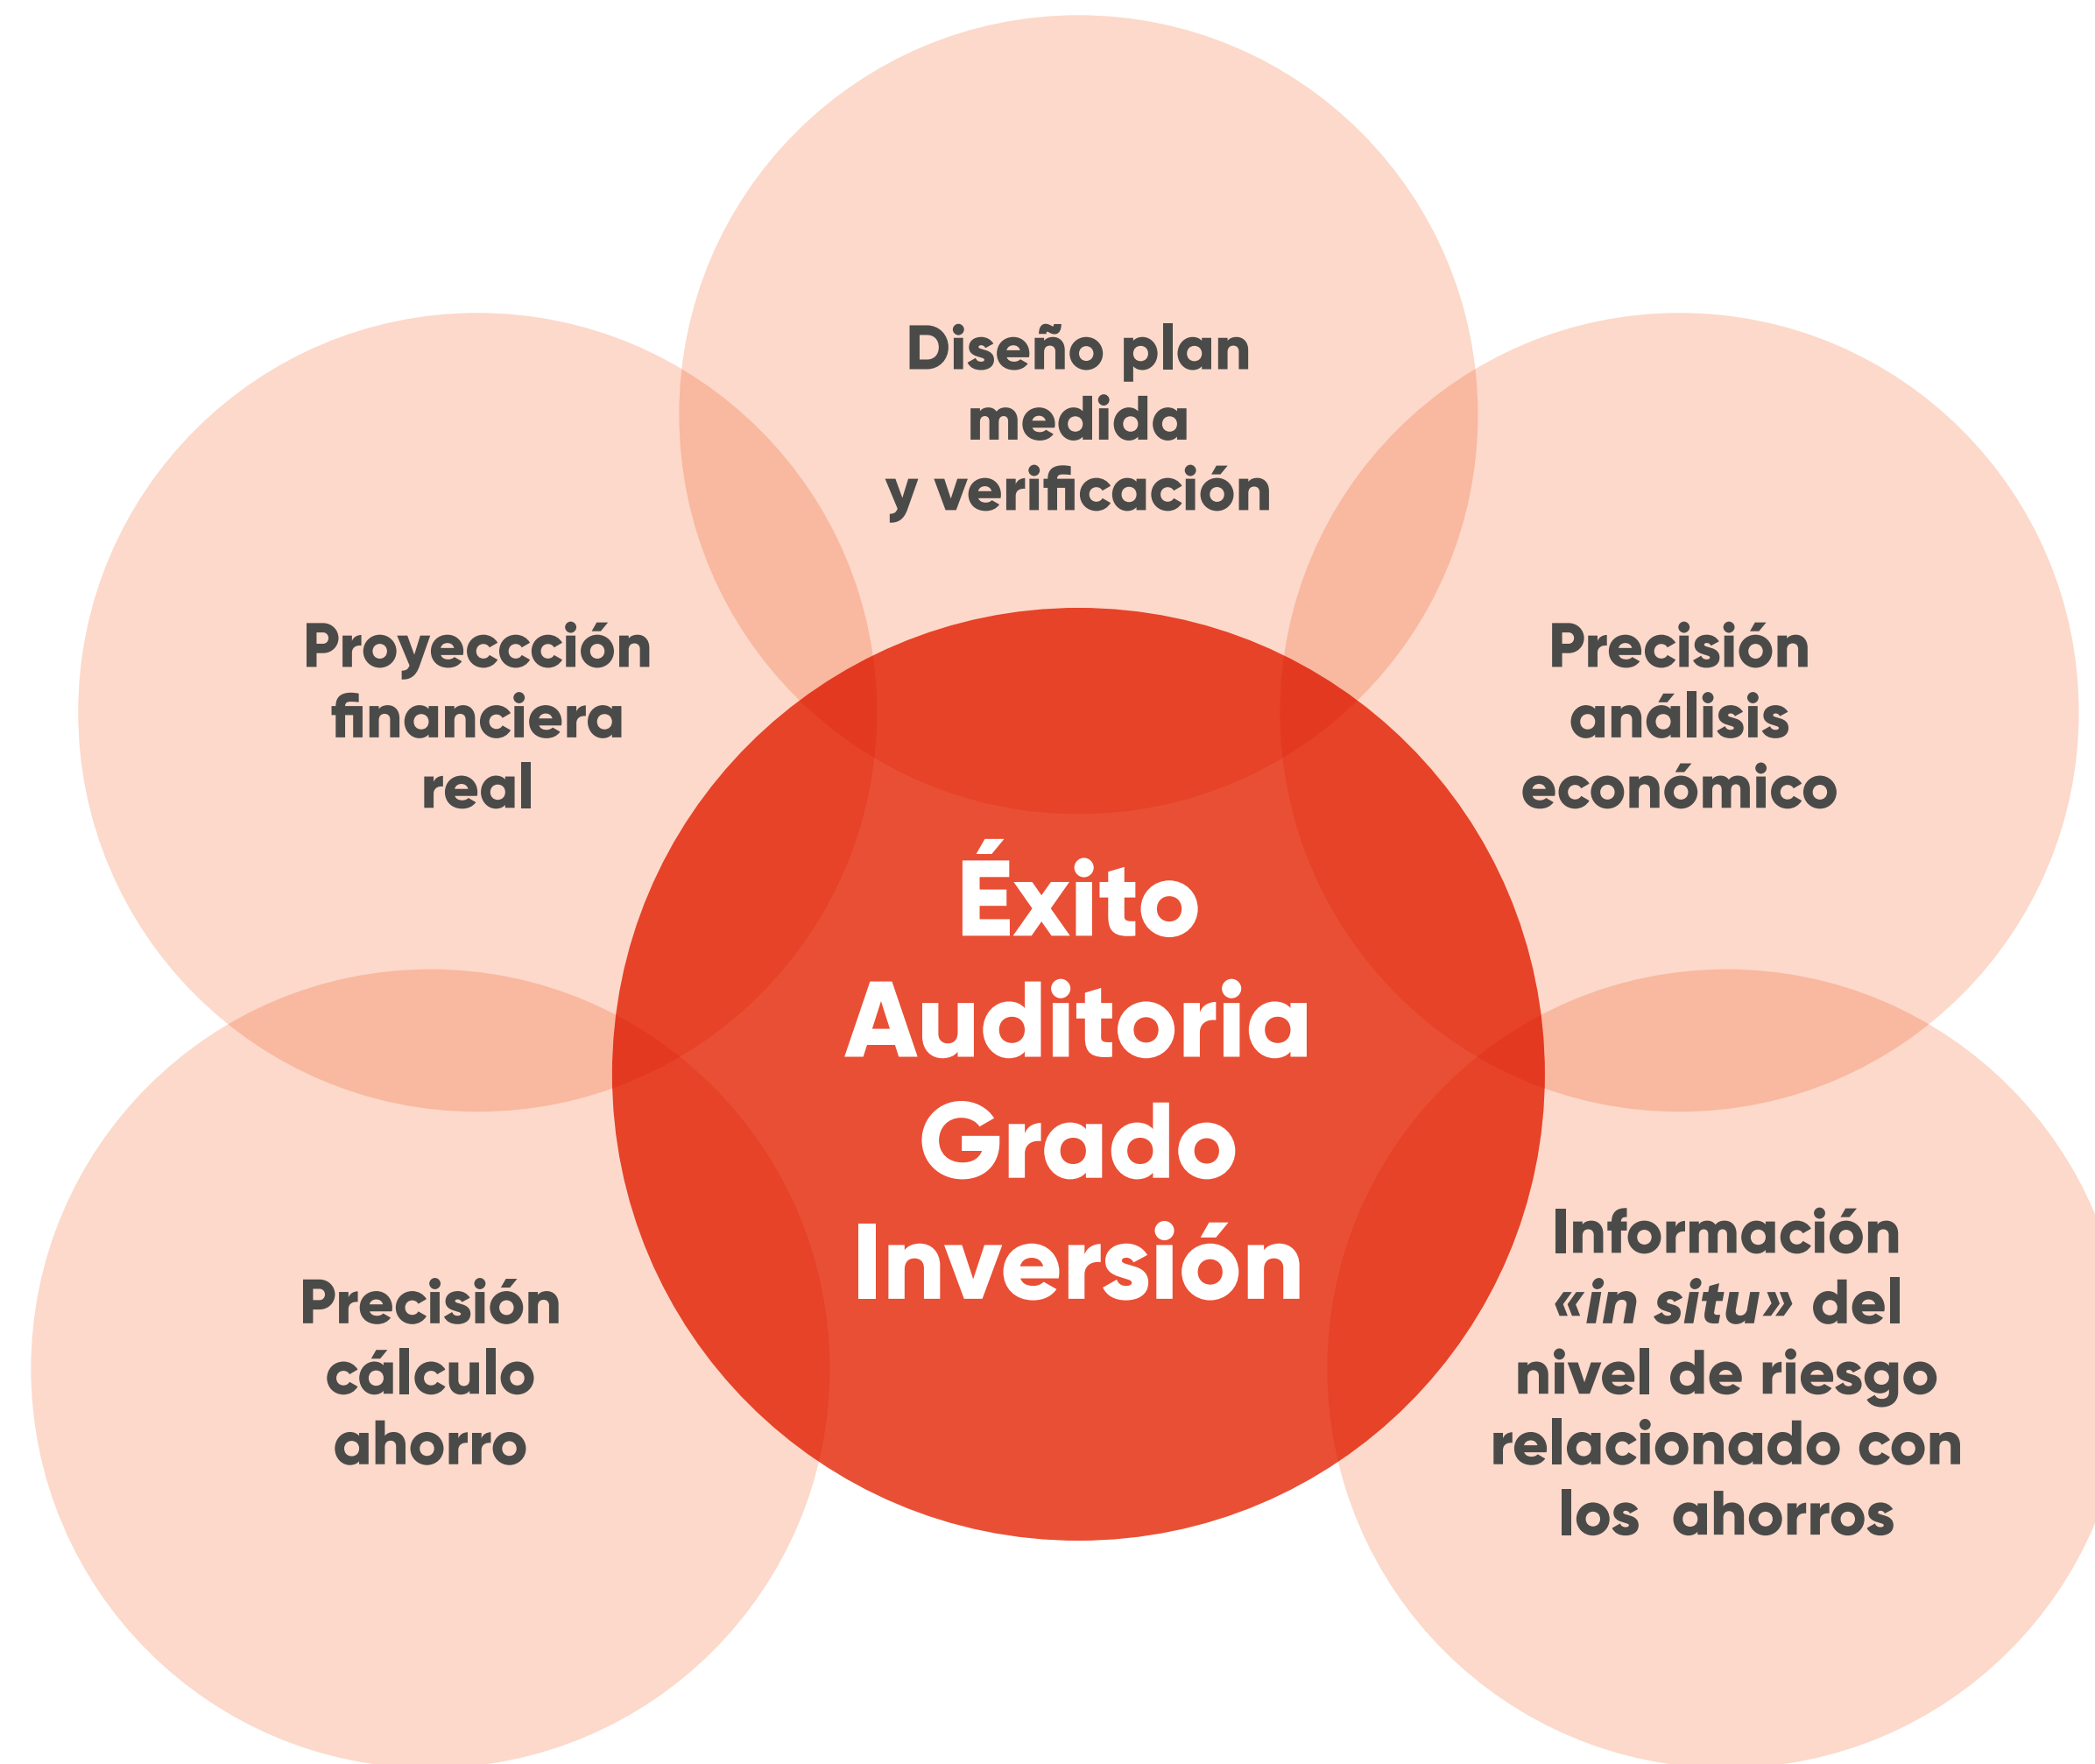 Diseño plan
medida
y verificación
Proyeccción
financiera
real
Precisión
análisis
económico
Éxito
Auditoria
Grado
Inversión
Precisión
cálculo
ahorro
Información
«in situ» del
nivel de riesgo
relacionado con
los ahorros